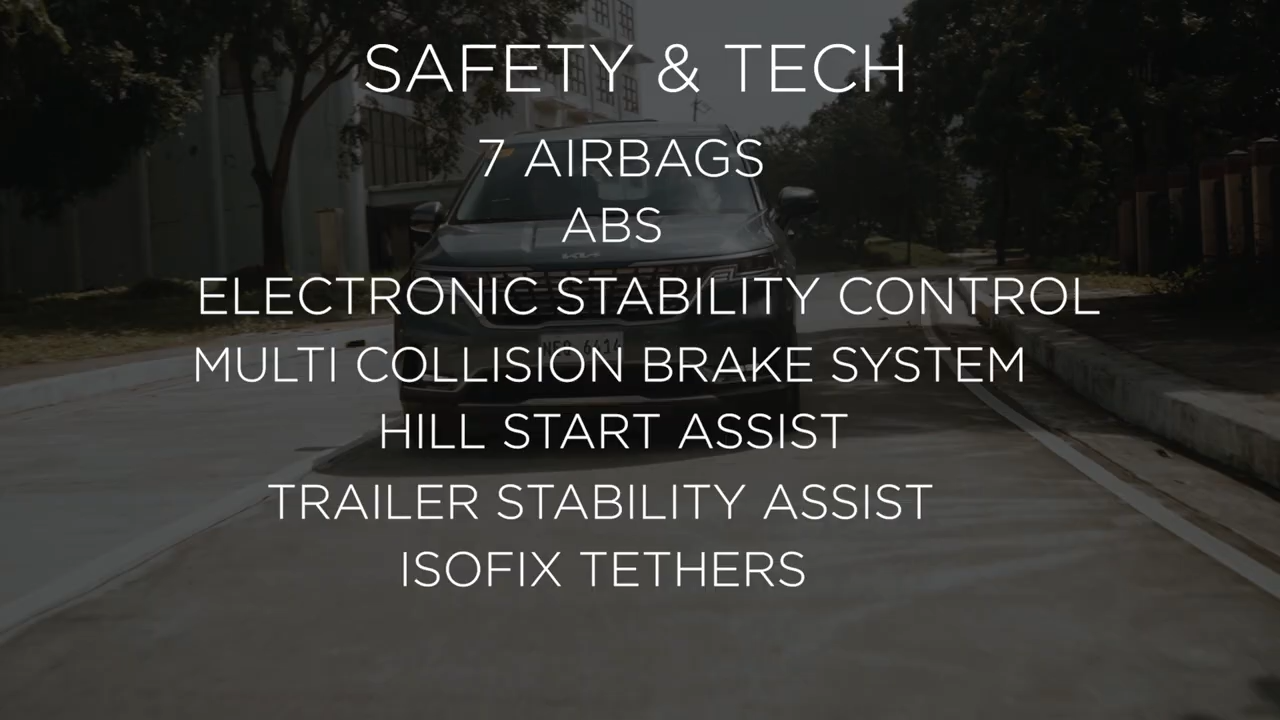 SAFETY & TECH
7 AIRBAGS
ABS
KIA
ELECTRONIC STABILITY CONTROL
MULTI COLLISION BRAKE SYSTEM
HILL START ASSIST
TRAILER STABILITY ASSIST
ISOFIX TETHERS